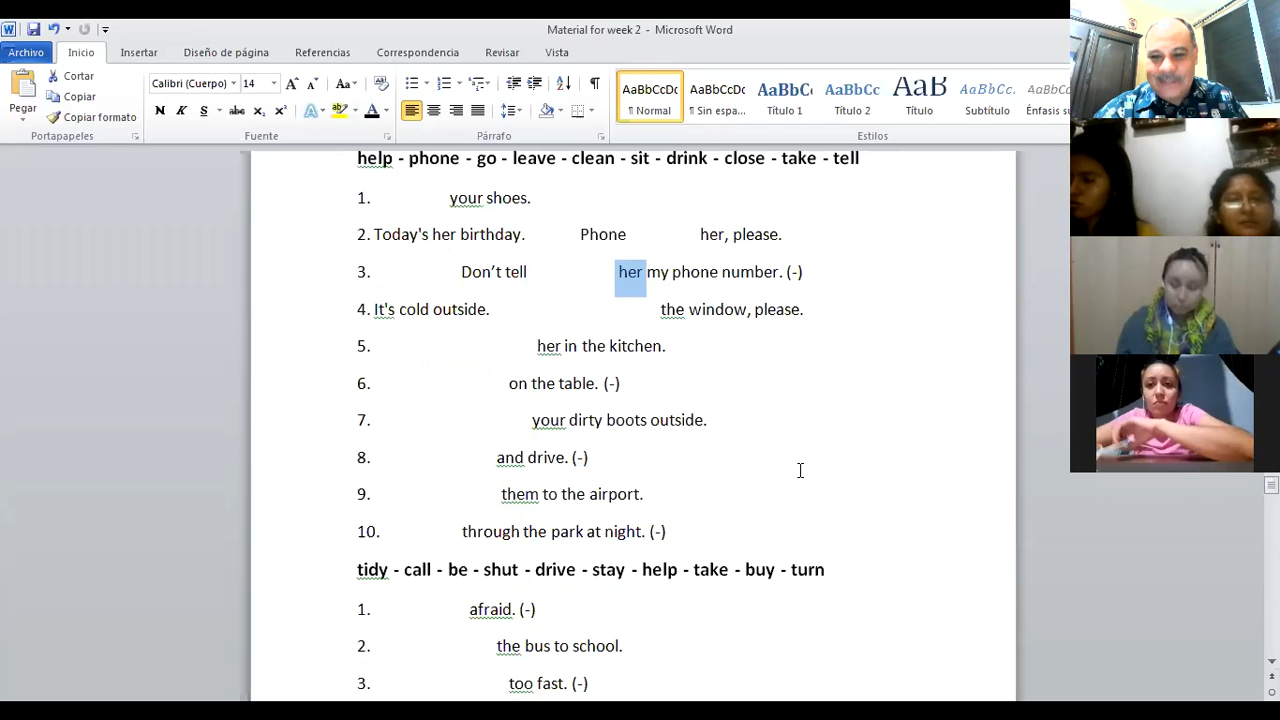 Material for week 2 - Microsoft Word
Archivo Inicio Insertar Diseño de página Referencias Correspondencia Revisar Vista
Cortar
Copiar
Copiar formato
Pegar
Portapapeles
Calibri (Cuerpo) 14
N K S abc x₂ x²
Fuente
Párrafo
AaBbCcDc AaBbCcDc AaBbC AaBbCc AaB AaBbCc. AaBbCc
¶ Normal ¶ Sin espa... Título 1 Título 2 Título Subtítulo Énfasis su
Estilos
help - phone - go - leave - clean - sit - drink - close - take - tell
1. your shoes.
2. Today's her birthday. Phone her, please.
3. Don’t tell her my phone number. (-)
4. It's cold outside. the window, please.
5. her in the kitchen.
6. on the table. (-)
7. your dirty boots outside.
8. and drive. (-)
9. them to the airport.
10. through the park at night. (-)
tidy - call - be - shut - drive - stay - help - take - buy - turn
1. afraid. (-)
2. the bus to school.
3. too fast. (-)